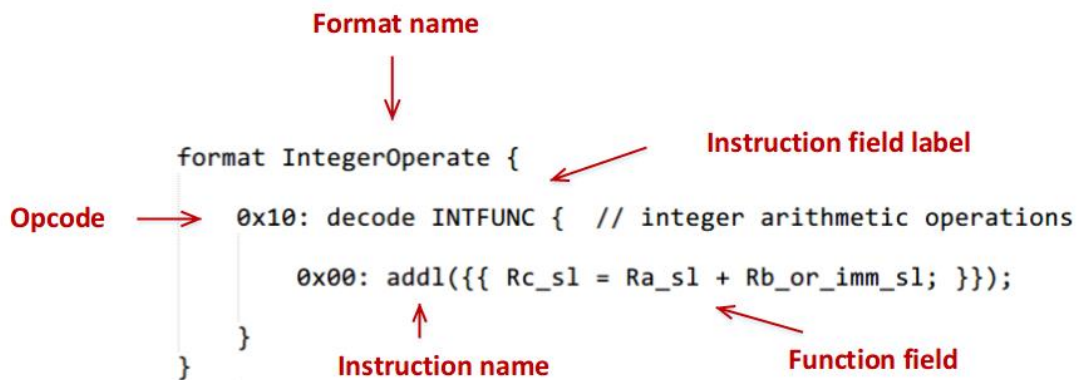 Format name
format IntegerOperate {
Instruction field label
Opcode
0x10: decode INTFUNC { // integer arithmetic operations
0x00: addl({{ Rc_sl = Ra_sl + Rb_or_imm_sl; }});
}
Instruction name
Function field
}